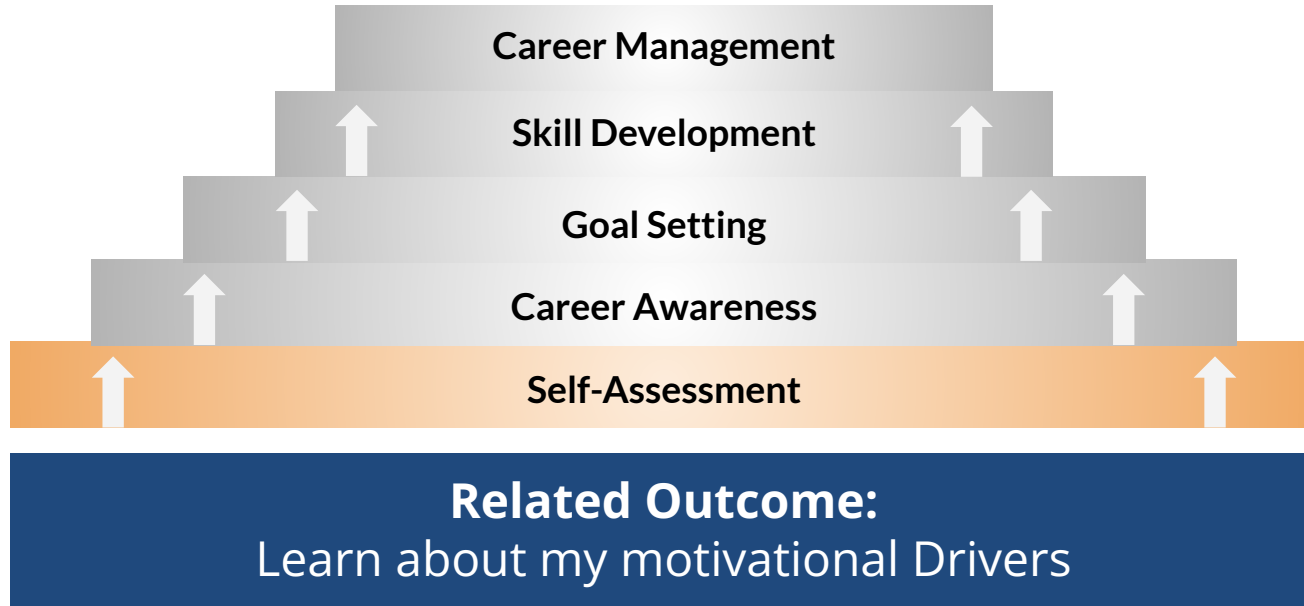 Career Management
Skill Development
Goal Setting
Career Awareness
Self-Assessment
Related Outcome:
Learn about my motivational Drivers